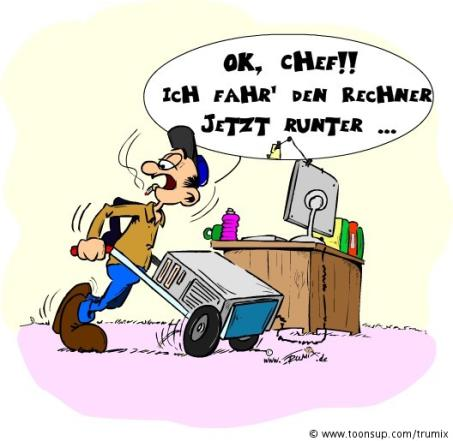 OK, CHEF!!
ICH FAHR' DEN RECHNER
JETZT RUNTER ...
© www.TRUMIX.de
© www.toonsup.com/trumix